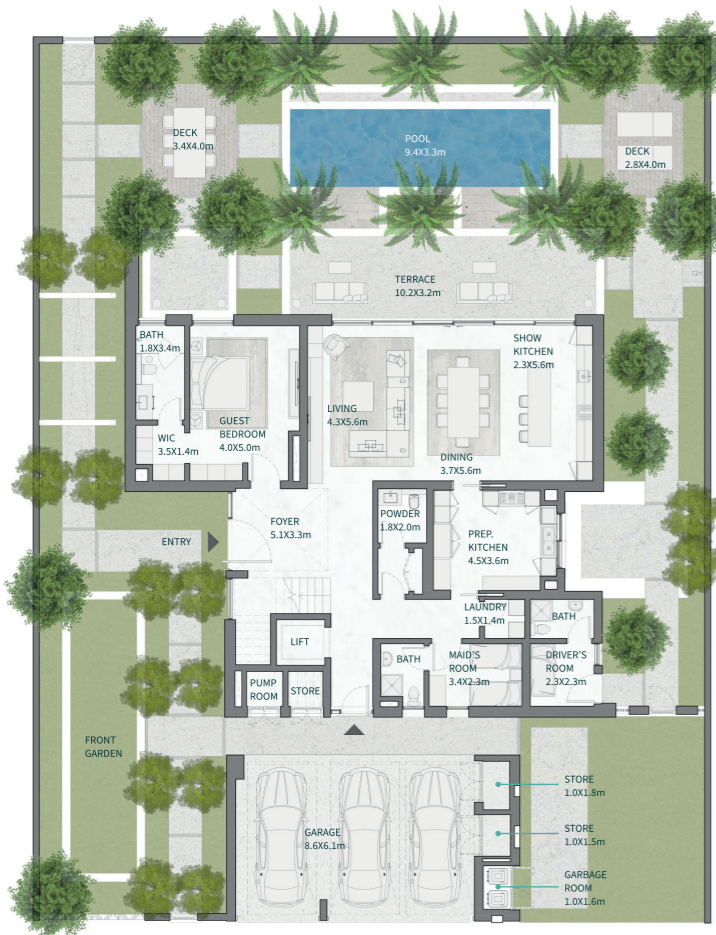 DECK
3.4X4.0m
POOL
9.4X3.3m
DECK
2.8X4.0m
TERRACE
10.2X3.2m
BATH
1.8X3.4m
SHOW
KITCHEN
2.3X5.6m
LIVING
4.3X5.6m
GUEST
BEDROOM
4.0X5.0m
WIC
3.5X1.4m
DINING
3.7X5.6m
POWDER
1.8X2.0m
FOYER
5.1X3.3m
ENTRY
PREP.
KITCHEN
4.5X3.6m
LAUNDRY
1.5X1.4m
BATH
LIFT
BATH
MAID'S
ROOM
3.4X2.3m
DRIVER'S
ROOM
2.3X2.3m
PUMP
ROOM
STORE
FRONT
GARDEN
STORE
1.0X1.8m
GARAGE
8.6X6.1m
STORE
1.0X1.5m
GARBAGE
ROOM
1.0X1.6m